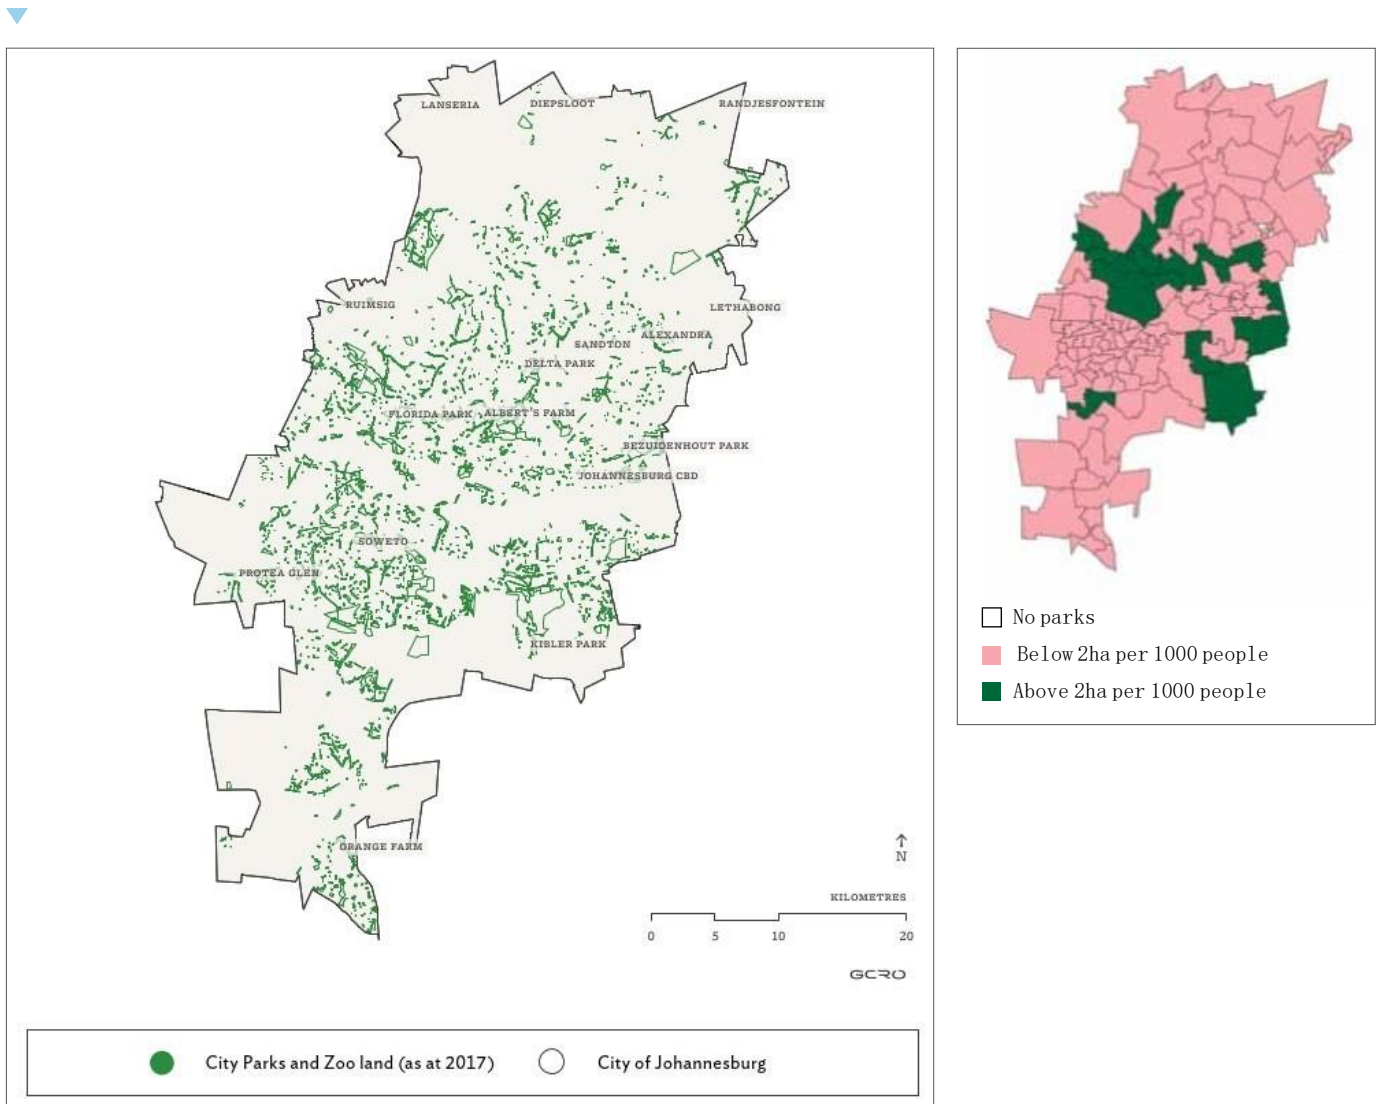 LANSERIA
DIEPSLOOT
RANDJESFONTEIN
RUIMSIG
LETHABONG
ALEXANDRA
SANDTON
DELTA PARK
FLORIDA PARK
ALBERT'S FARM
BEZUIDENHOUT PARK
JOHANNESBURG CBD
SOWETO
PROTEA GLEN
KIBLER PARK
ORANGE FARM
N
KILOMETRES
0 5 10 20
GCRO
City Parks and Zoo land (as at 2017) City of Johannesburg
No parks
Below 2ha per 1000 people
Above 2ha per 1000 people